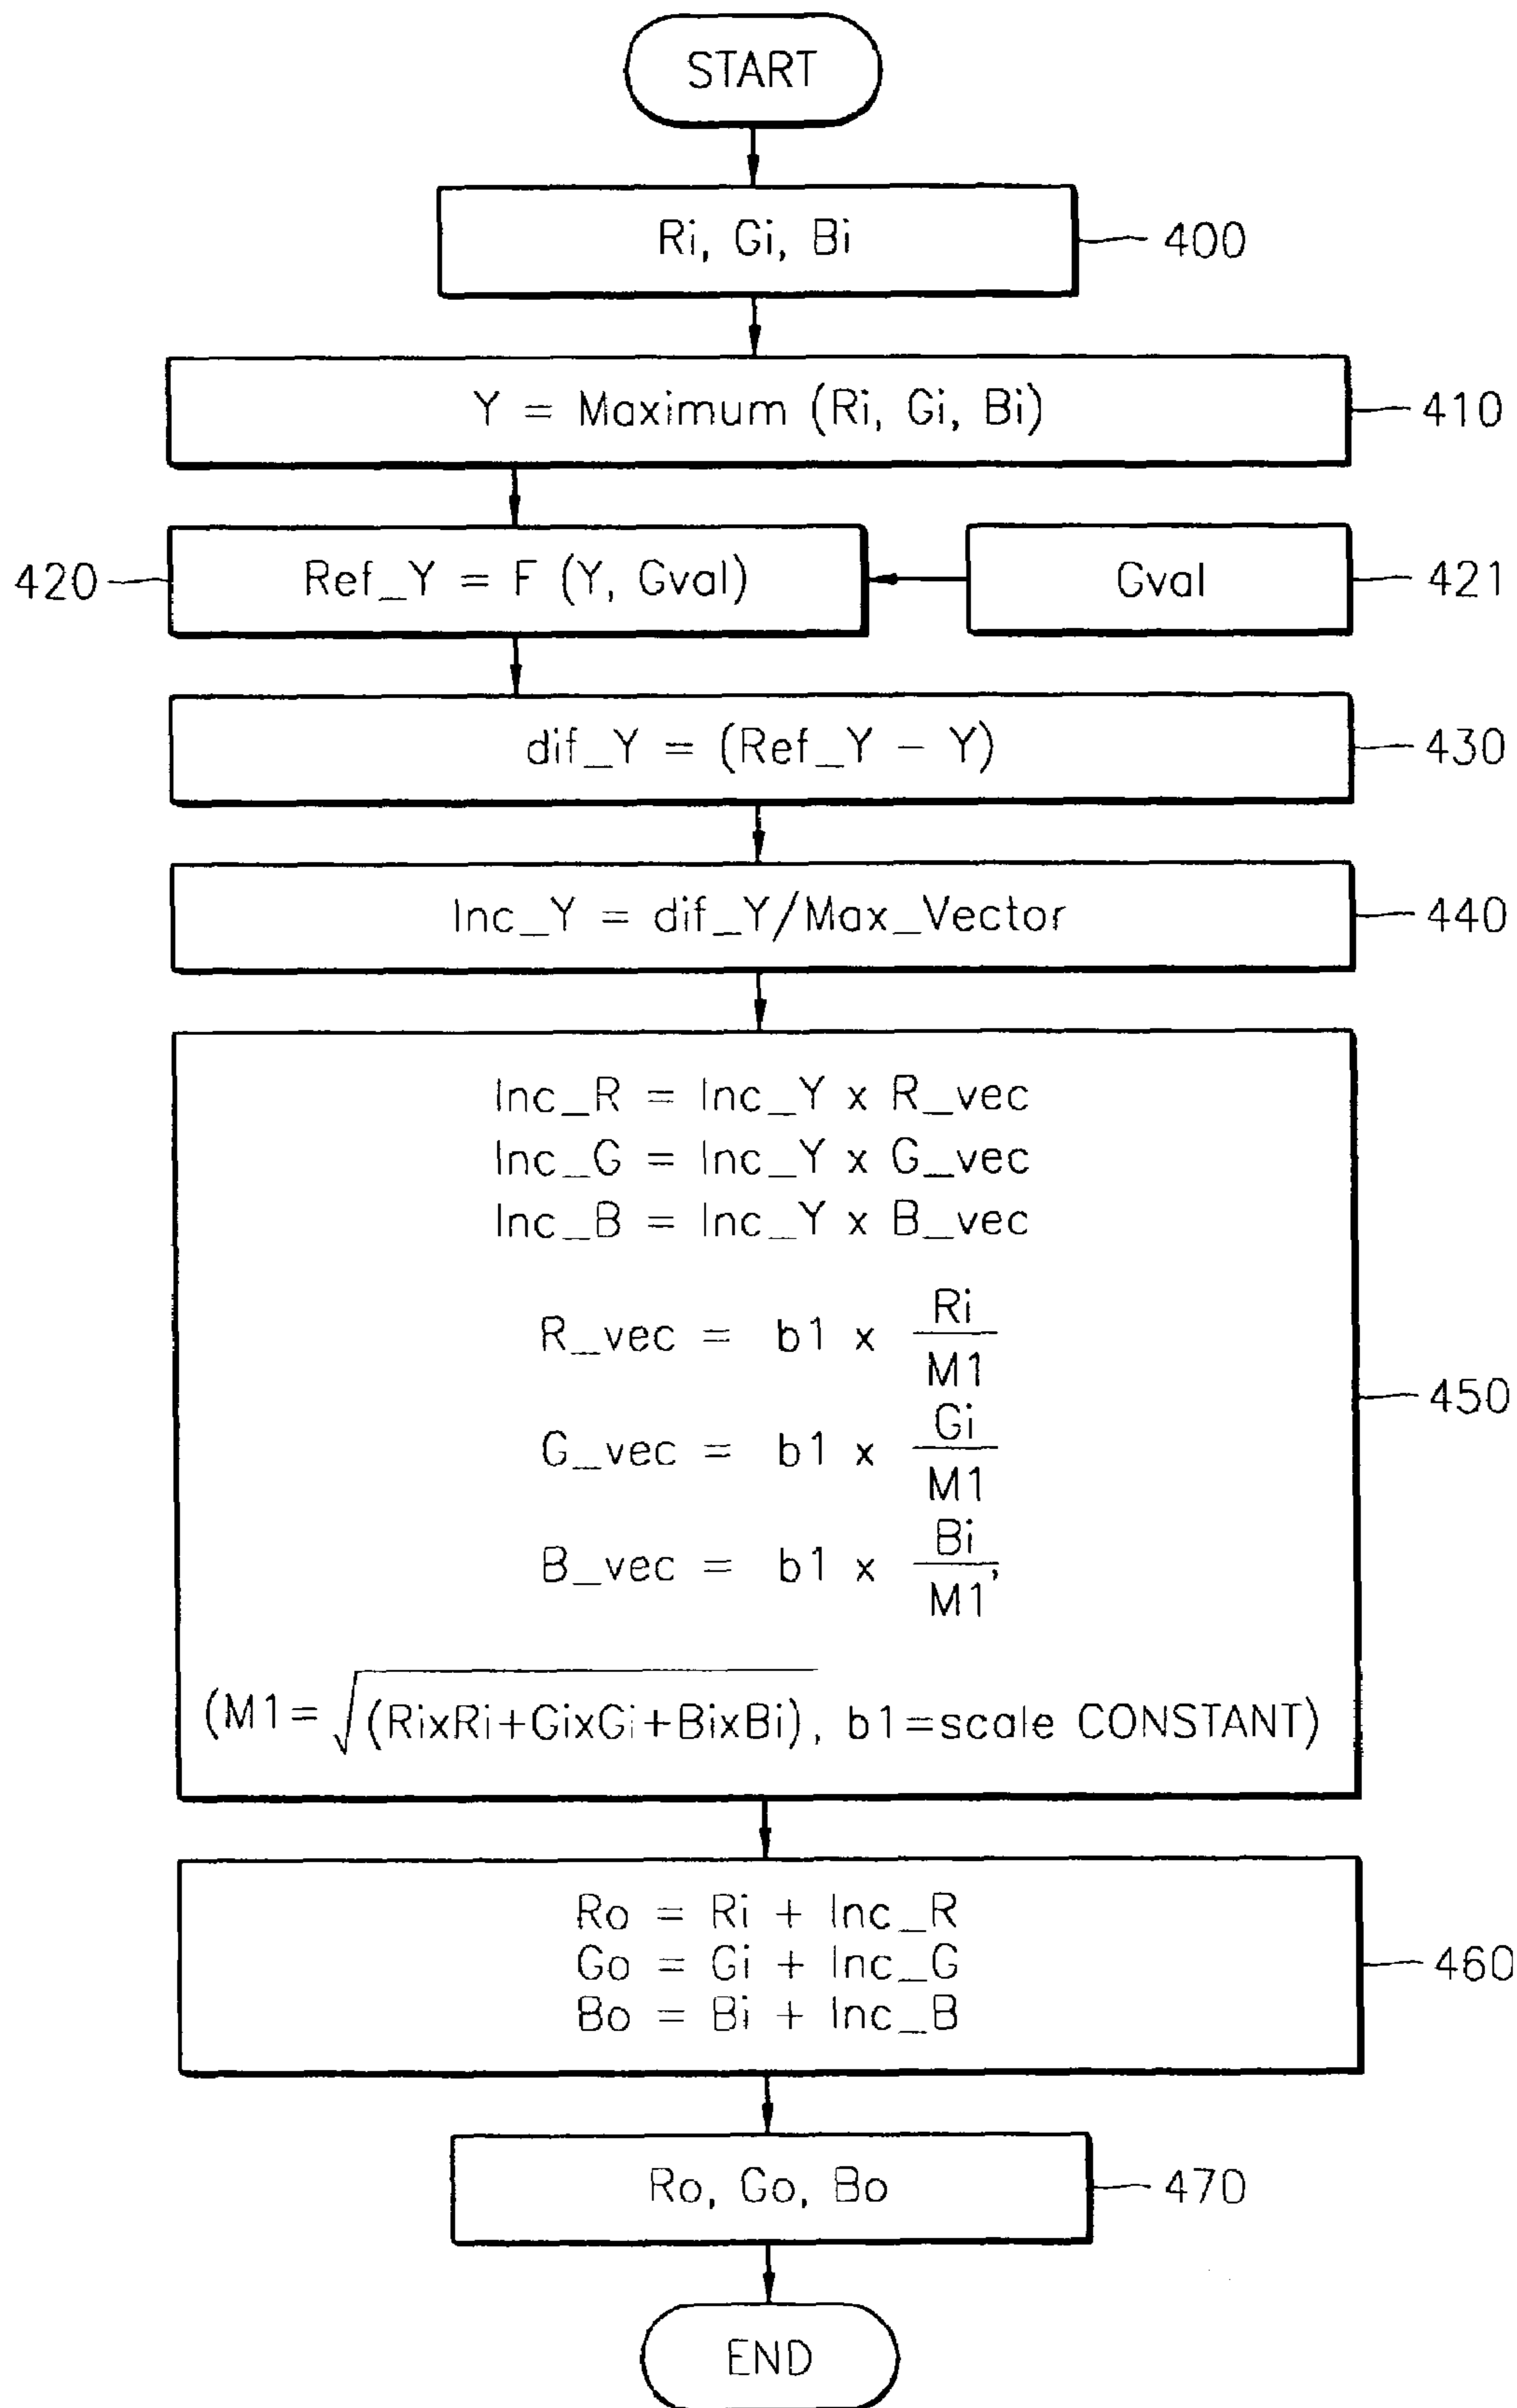 START
Ri, Gi, Bi
400
Y = Maximum (Ri, Gi, Bi)
410
420
Ref_Y = F (Y, Gval)
Gval
421
dif_Y = (Ref_Y - Y)
430
Inc_Y = dif_Y/Max_Vector
440
Inc_R = Inc_Y x R_vec
Inc_G = Inc_Y x G_vec
Inc_B = Inc_Y x B_vec
R_vec = b1 x Ri/M1
G_vec = b1 x Gi/M1
B_vec = b1 x Bi/M1,
(M1=√(RixRi+GixGi+BixBi), b1=scale CONSTANT)
450
Ro = Ri + Inc_R
Go = Gi + Inc_G
Bo = Bi + Inc_B
460
Ro, Go, Bo
470
END